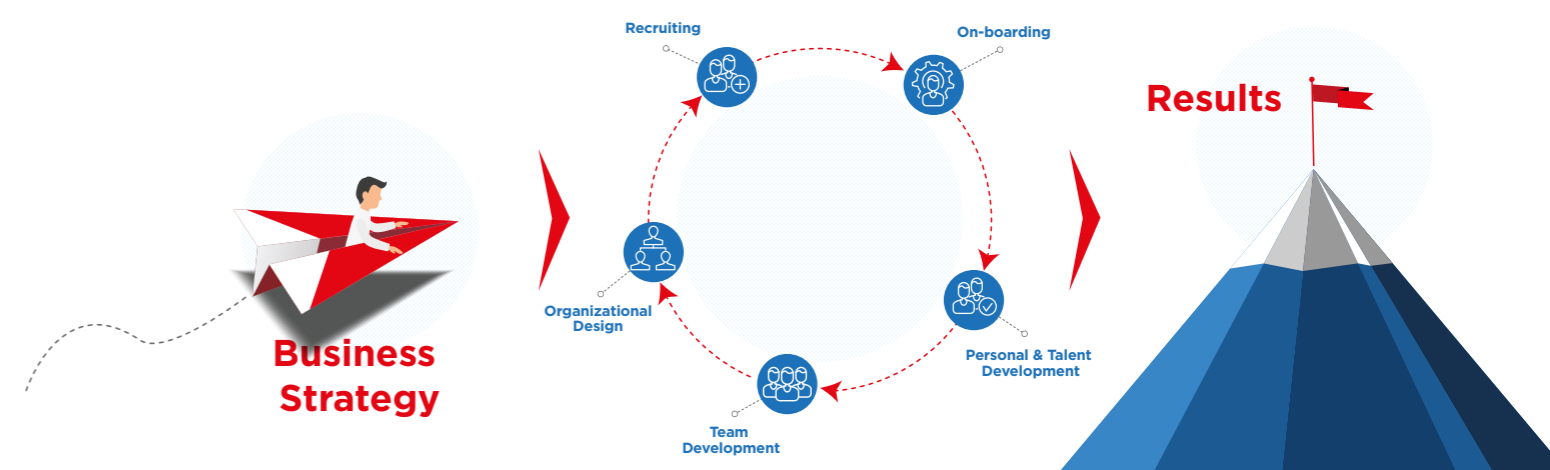 Business
Strategy
Recruiting
On-boarding
Organizational
Design
Personal & Talent
Development
Team
Development
Results